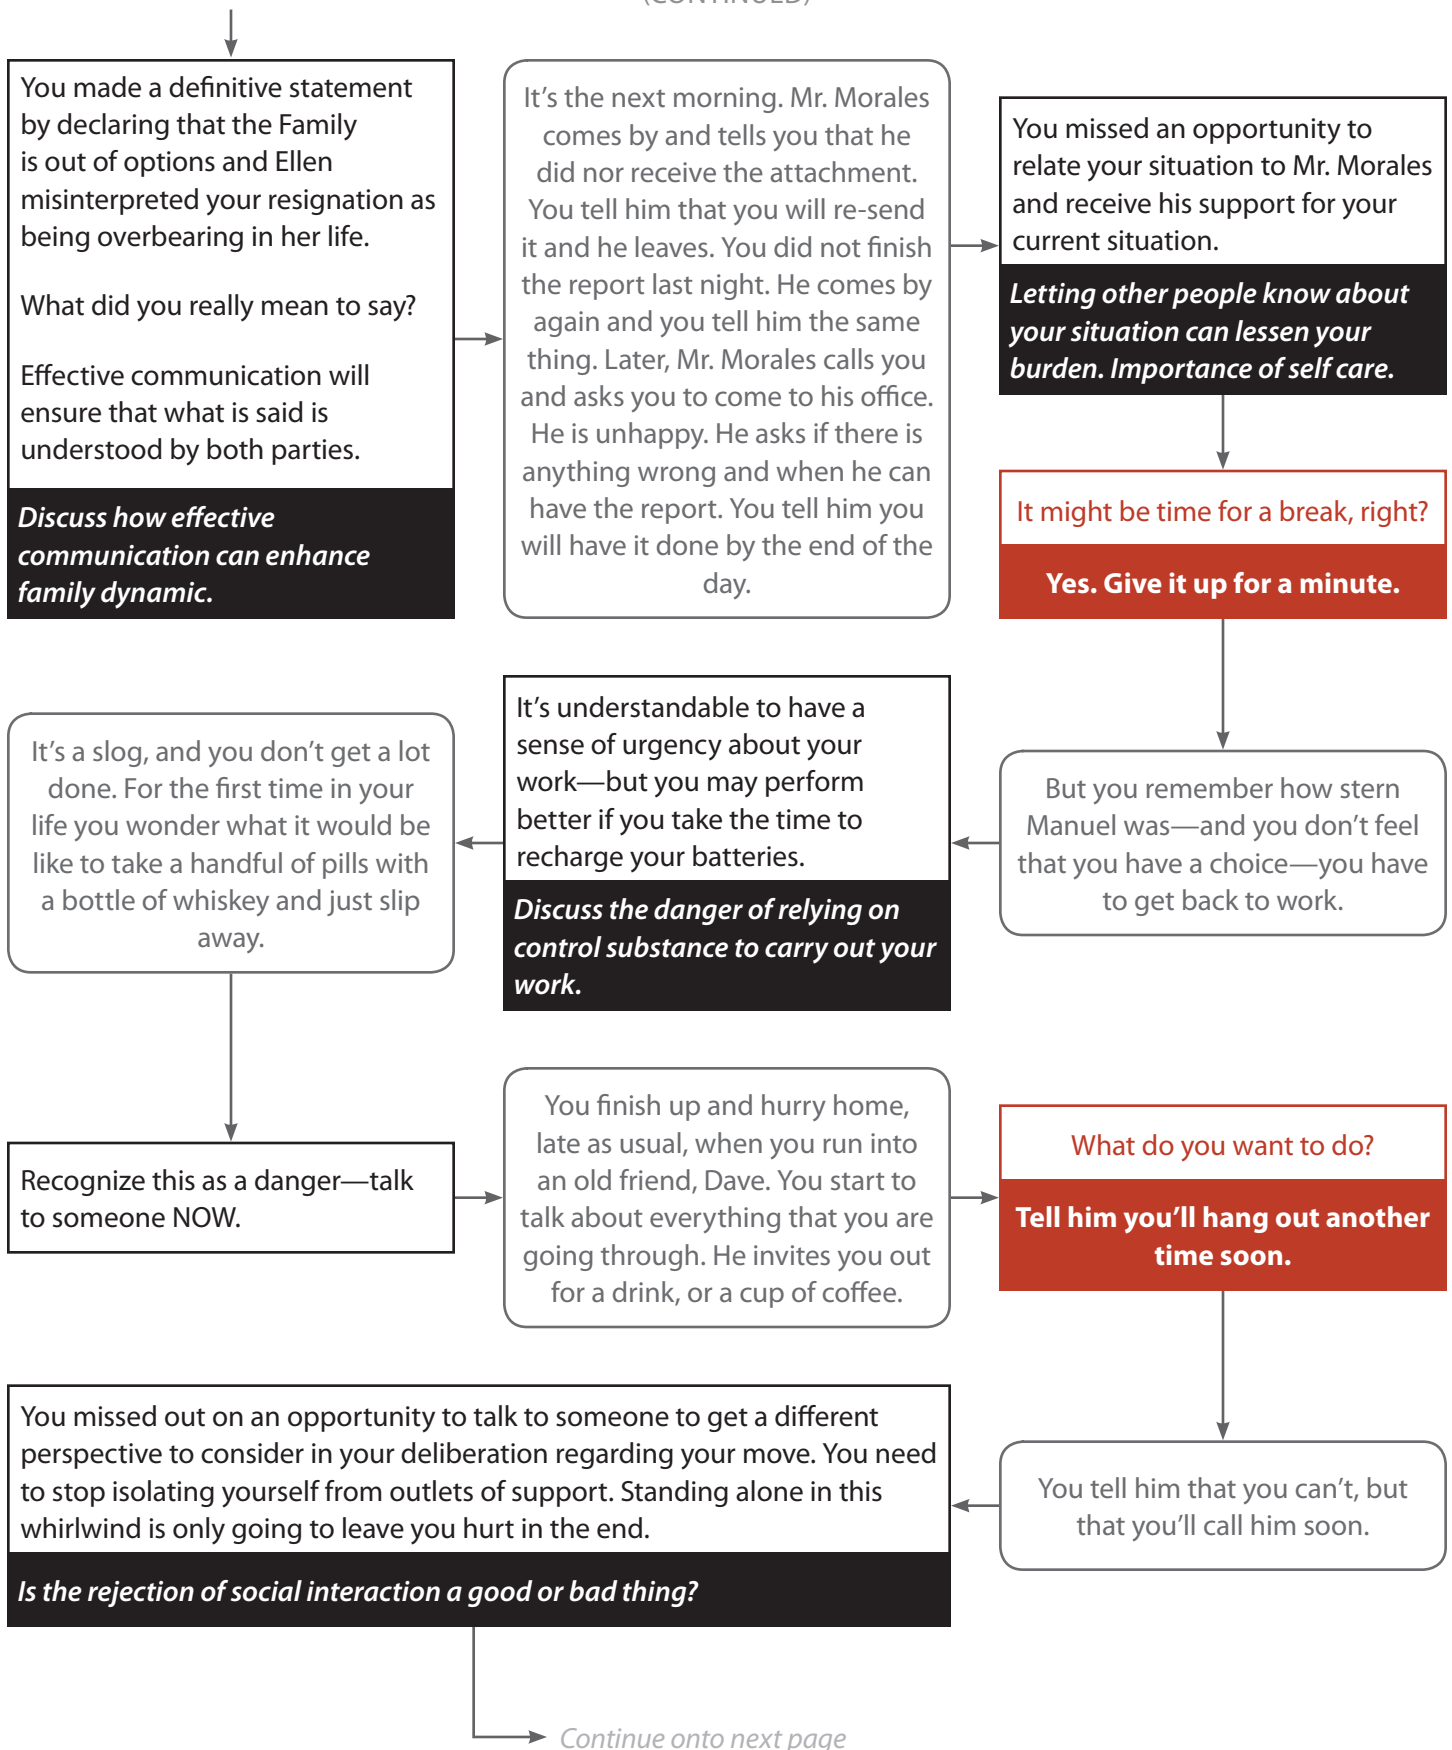 (CONTINUED)
You made a definitive statement
by declaring that the Family
is out of options and Ellen
misinterpreted your resignation as
being overbearing in her life.
What did you really mean to say?
Effective communication will
ensure that what is said is
understood by both parties.
Discuss how effective
communication can enhance
family dynamic.
It’s the next morning. Mr. Morales
comes by and tells you that he
did nor receive the attachment.
You tell him that you will re-send
it and he leaves. You did not finish
the report last night. He comes by
again and you tell him the same
thing. Later, Mr. Morales calls you
and asks you to come to his office.
He is unhappy. He asks if there is
anything wrong and when he can
have the report. You tell him you
will have it done by the end of the
day.
You missed an opportunity to
relate your situation to Mr. Morales
and receive his support for your
current situation.
Letting other people know about
your situation can lessen your
burden. Importance of self care.
It might be time for a break, right?
Yes. Give it up for a minute.
But you remember how stern
Manuel was—and you don’t feel
that you have a choice—you have
to get back to work.
It’s understandable to have a
sense of urgency about your
work—but you may perform
better if you take the time to
recharge your batteries.
Discuss the danger of relying on
control substance to carry out your
work.
It’s a slog, and you don’t get a lot
done. For the first time in your
life you wonder what it would be
like to take a handful of pills with
a bottle of whiskey and just slip
away.
Recognize this as a danger—talk
to someone NOW.
You finish up and hurry home,
late as usual, when you run into
an old friend, Dave. You start to
talk about everything that you are
going through. He invites you out
for a drink, or a cup of coffee.
What do you want to do?
Tell him you’ll hang out another
time soon.
You tell him that you can’t, but
that you’ll call him soon.
You missed out on an opportunity to talk to someone to get a different
perspective to consider in your deliberation regarding your move. You need
to stop isolating yourself from outlets of support. Standing alone in this
whirlwind is only going to leave you hurt in the end.
Is the rejection of social interaction a good or bad thing?
Continue onto next page